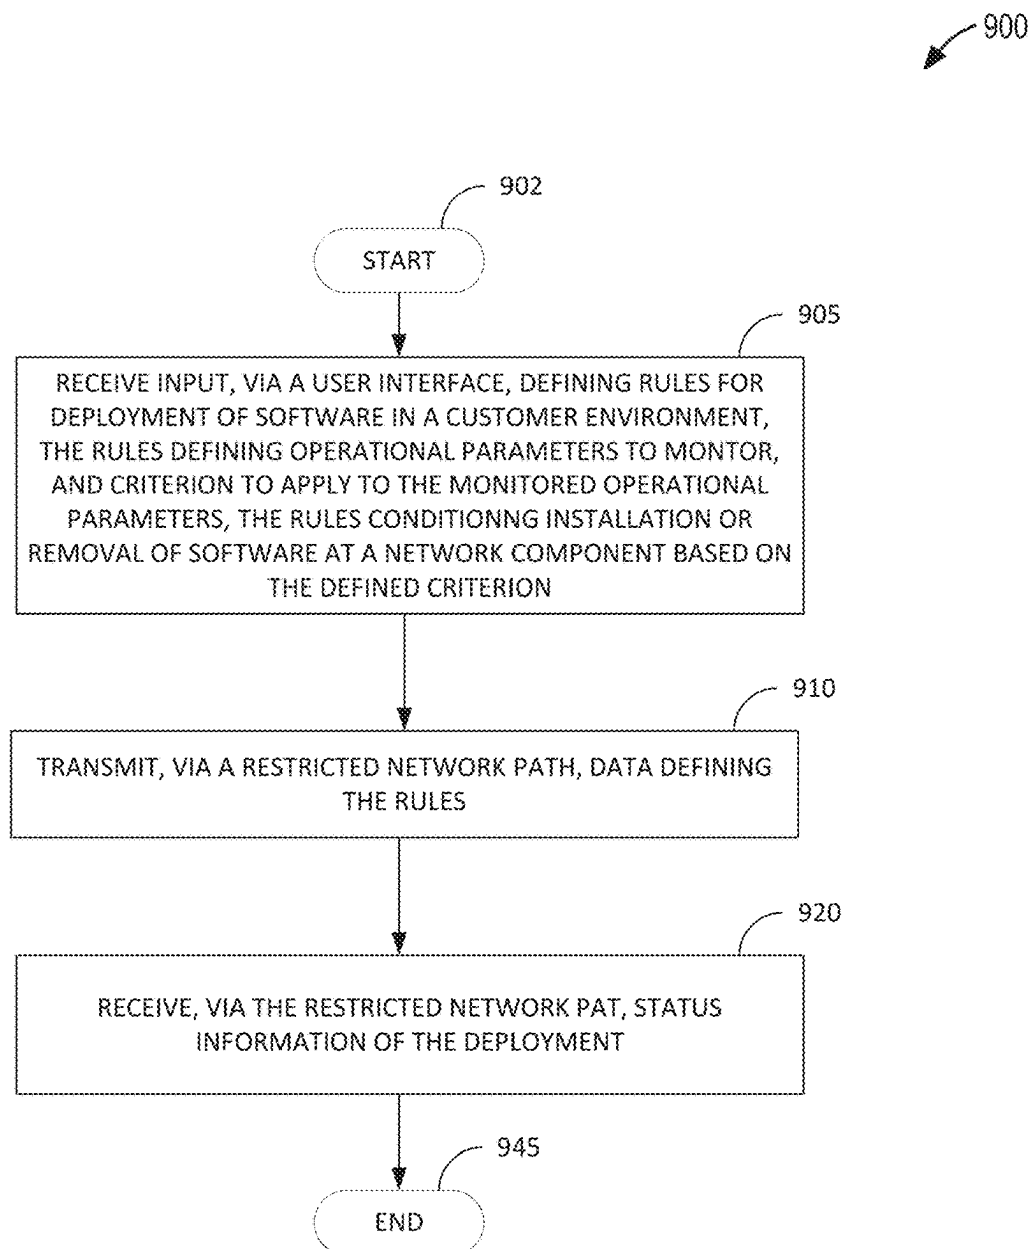 900
902
START
905
RECEIVE INPUT, VIA A USER INTERFACE, DEFINING RULES FOR
DEPLOYMENT OF SOFTWARE IN A CUSTOMER ENVIRONMENT,
THE RULES DEFINING OPERATIONAL PARAMETERS TO MONTOR,
AND CRITERION TO APPLY TO THE MONITORED OPERATIONAL
PARAMETERS, THE RULES CONDITIONNG INSTALLATION OR
REMOVAL OF SOFTWARE AT A NETWORK COMPONENT BASED ON
THE DEFINED CRITERION
910
TRANSMIT, VIA A RESTRICTED NETWORK PATH, DATA DEFINING
THE RULES
920
RECEIVE, VIA THE RESTRICTED NETWORK PAT, STATUS
INFORMATION OF THE DEPLOYMENT
945
END